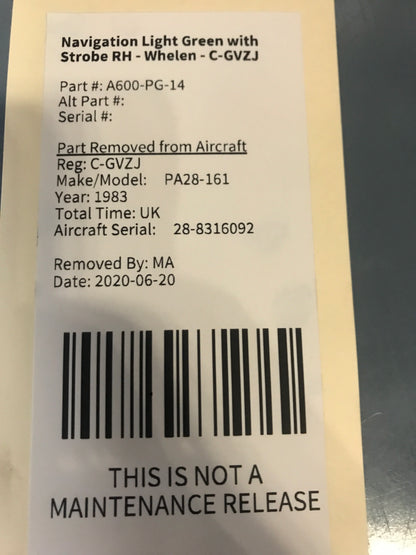 Navigation Light Green with
Strobe RH - Whelen - C-GVZJ
Part #: A600-PG-14
Alt Part #:
Serial #:
Part Removed from Aircraft
Reg: C-GVZJ
Make/Model: PA28-161
Year: 1983
Total Time: UK
Aircraft Serial: 28-8316092
Removed By: MA
Date: 2020-06-20
THIS IS NOT A
MAINTENANCE RELEASE